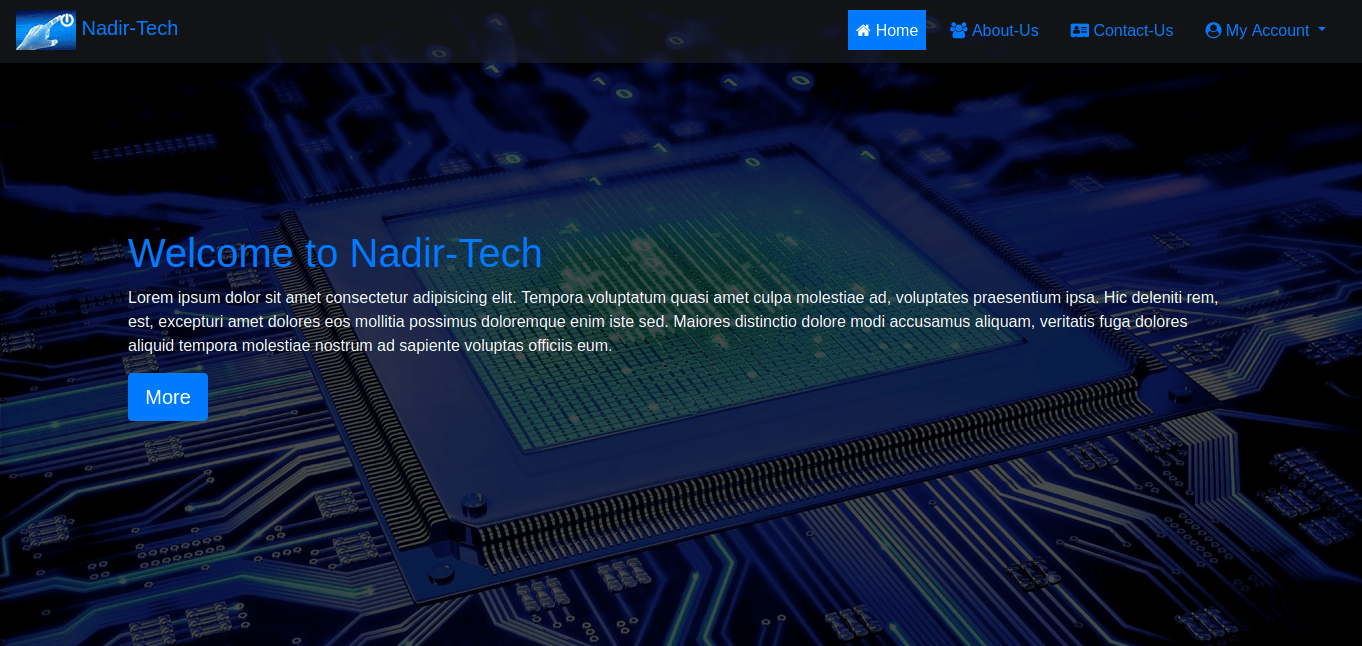 Nadir-Tech
Home
About-Us
Contact-Us
My Account
Welcome to Nadir-Tech
Lorem ipsum dolor sit amet consectetur adipisicing elit. Tempora voluptatum quasi amet culpa molestiae ad, voluptates praesentium ipsa. Hic deleniti rem,
est, excepturi amet dolores eos mollitia possimus doloremque enim iste sed. Maiores distinctio dolore modi accusamus aliquam, veritatis fuga dolores
aliquid tempora molestiae nostrum ad sapiente voluptas officiis eum.
More